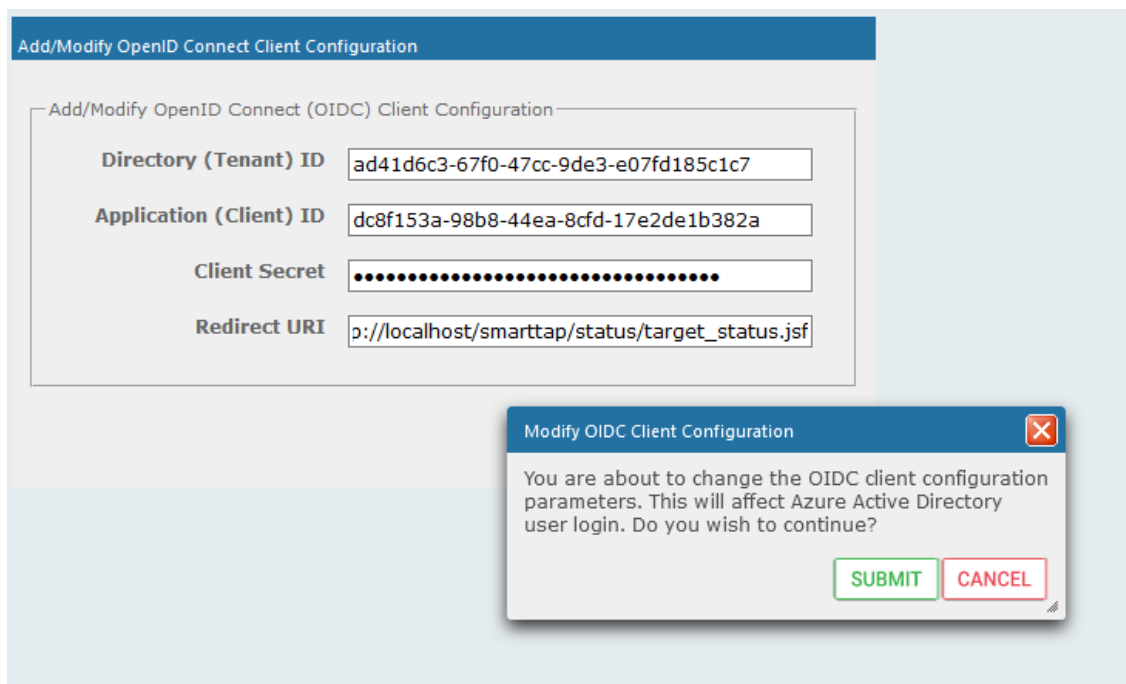 Add/Modify OpenID Connect Client Configuration
Add/Modify OpenID Connect (OIDC) Client Configuration
Directory (Tenant) ID ad41d6c3-67f0-47cc-9de3-e07fd185c1c7
Application (Client) ID dc8f153a-98b8-44ea-8cfd-17e2de1b382a
Client Secret ●●●●●●●●●●●●●●●●●●●●●●●●●●●●●●●●●●
Redirect URI p://localhost/smarttap/status/target_status.jsf
Modify OIDC Client Configuration
You are about to change the OIDC client configuration
parameters. This will affect Azure Active Directory
user login. Do you wish to continue?
SUBMIT CANCEL